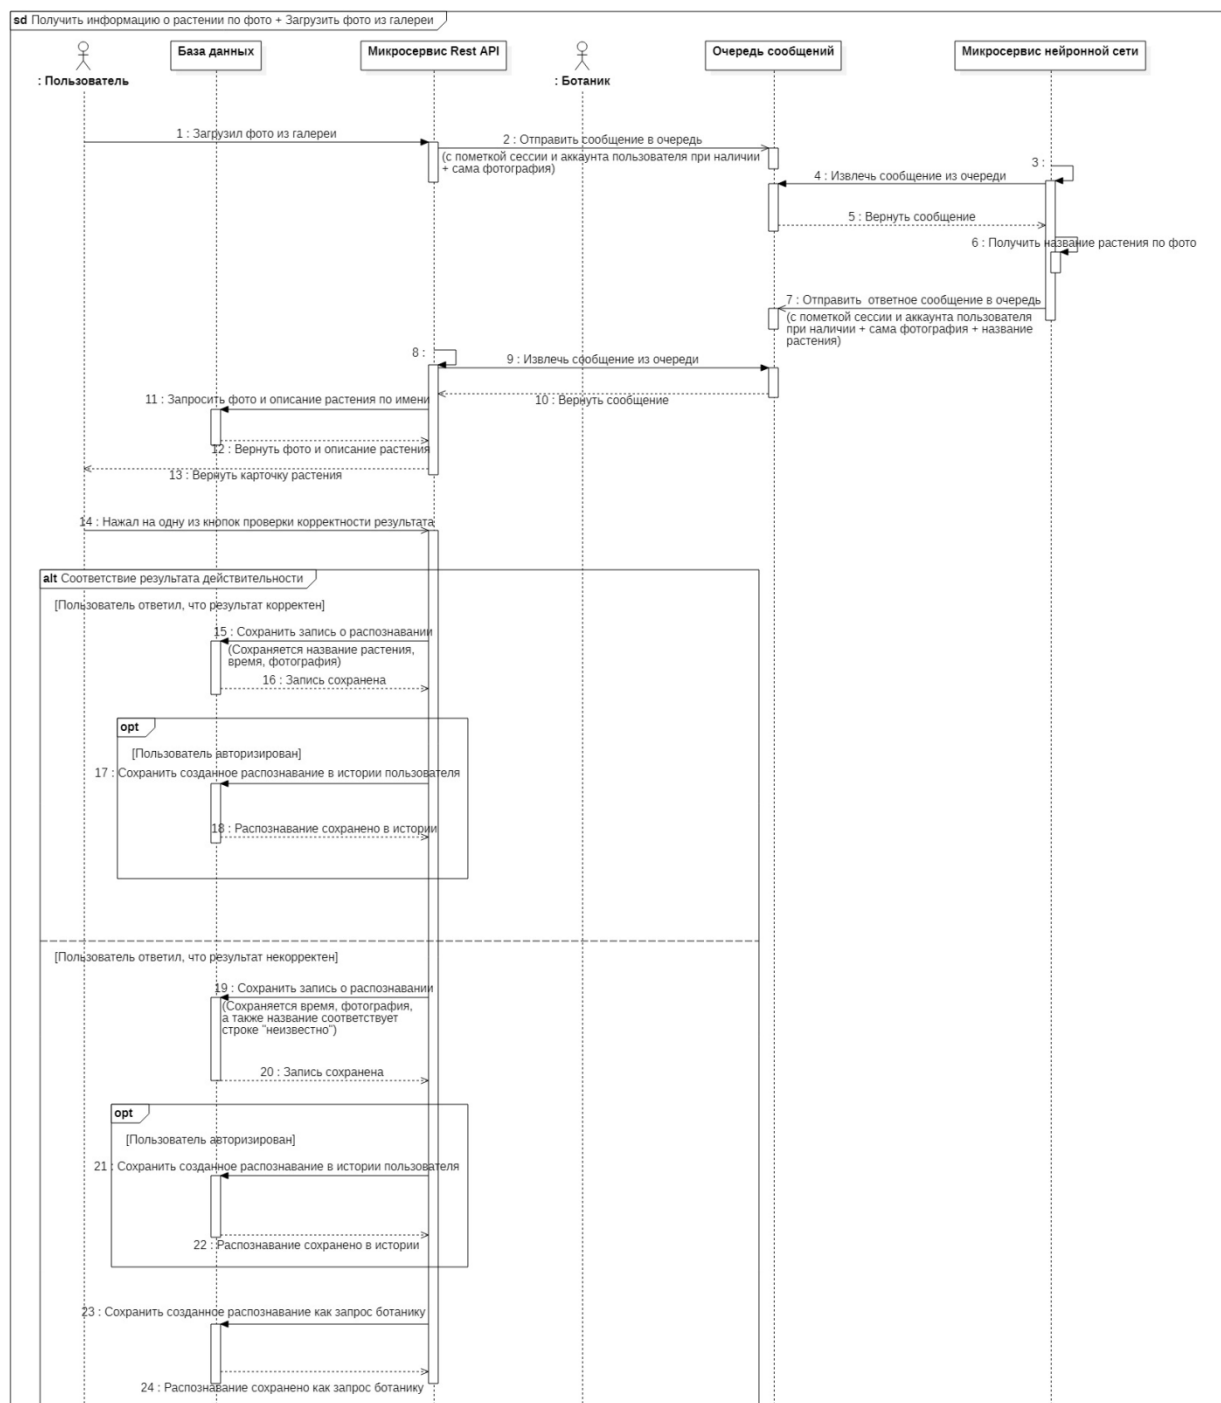 sd Получить информацию о растении по фото + Загрузить фото из галереи
: Пользователь
База данных
Микросервис Rest API
: Ботаник
Очередь сообщений
Микросервис нейронной сети
1 : Загрузил фото из галереи
2 : Отправить сообщение в очередь
(с пометкой сессии и аккаунта пользователя при наличии
+ сама фотография)
3 :
4 : Извлечь сообщение из очереди
5 : Вернуть сообщение
6 : Получить название растения по фото
7 : Отправить  ответное сообщение в очередь
(с пометкой сессии и аккаунта пользователя
при наличии + сама фотография + название
растения)
8 :
9 : Извлечь сообщение из очереди
10 : Вернуть сообщение
11 : Запросить фото и описание растения по имени
12 : Вернуть фото и описание растения
13 : Вернуть карточку растения
14 : Нажал на одну из кнопок проверки корректности результата
alt Соответствие результата действительности
[Пользователь ответил, что результат корректен]
15 : Сохранить запись о распознавании
(Сохраняется название растения,
время, фотография)
16 : Запись сохранена
opt
[Пользователь авторизирован]
17 : Сохранить созданное распознавание в истории пользователя
18 : Распознавание сохранено в истории
[Пользователь ответил, что результат некорректен]
19 : Сохранить запись о распознавании
(Сохраняется время, фотография,
а также название соответствует
строке "неизвестно")
20 : Запись сохранена
opt
[Пользователь авторизирован]
21 : Сохранить созданное распознавание в истории пользователя
22 : Распознавание сохранено в истории
23 : Сохранить созданное распознавание как запрос ботанику
24 : Распознавание сохранено как запрос ботанику